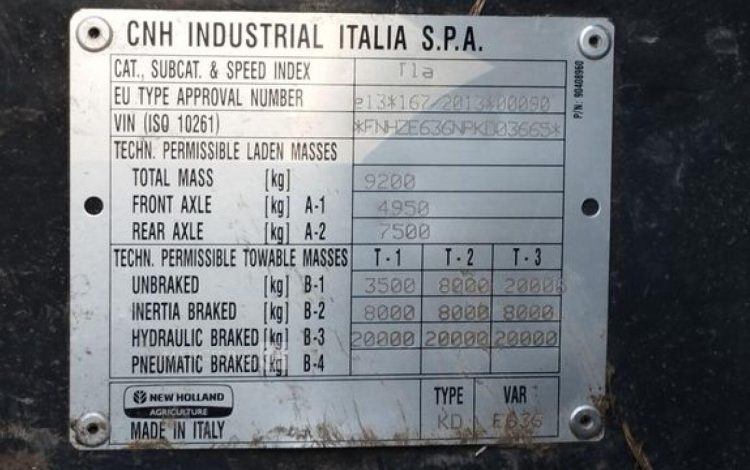 CNH INDUSTRIAL ITALIA S.P.A.
CAT., SUBCAT. & SPEED INDEX T1a
EU TYPE APPROVAL NUMBER e13*167/2013*00090
VIN (ISO 10261) *FNHZE636NPKD03665*
TECHN. PERMISSIBLE LADEN MASSES
TOTAL MASS [kg] 9200
FRONT AXLE [kg] A-1 4950
REAR AXLE [kg] A-2 7500
TECHN. PERMISSIBLE TOWABLE MASSES T-1 T-2 T-3
UNBRAKED [kg] B-1 3500 8000 20000
INERTIA BRAKED [kg] B-2 8000 8000 8000
HYDRAULIC BRAKED [kg] B-3 20000 20000 20000
PNEUMATIC BRAKED [kg] B-4
NEW HOLLAND
AGRICULTURE
MADE IN ITALY
TYPE VAR
KD E636
P/N: 90408960